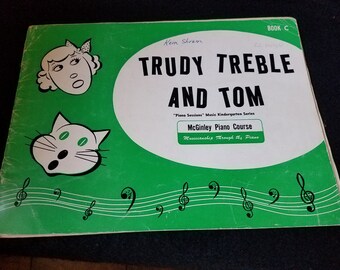 BOOK C
TRUDY TREBLE
AND TOM
"Piano Sessions" Music Kindergarten Series
McGinley Piano Course
Musicianship Through the Piano